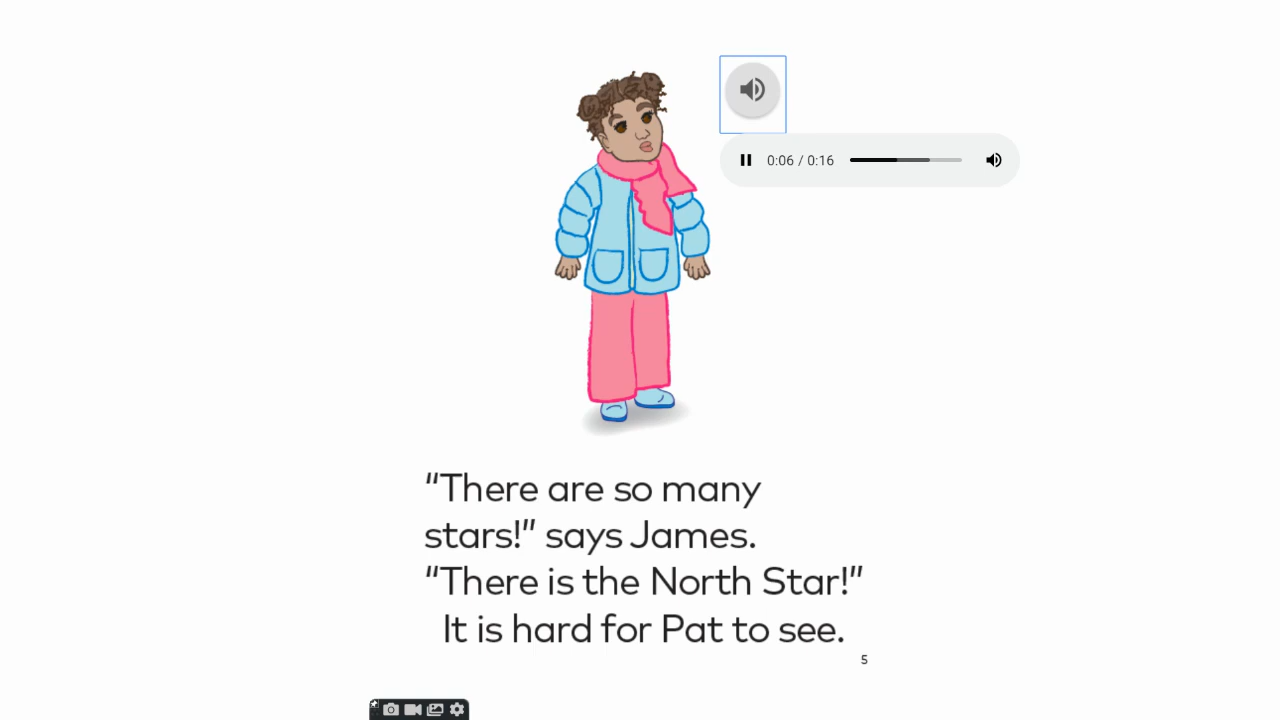 0:06 / 0:16
“There are so many
stars!” says James.
“There is the North Star!”
It is hard for Pat to see.
5